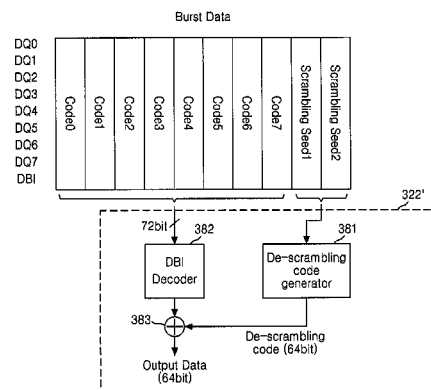 Burst Data
DQ0
DQ1
DQ2
DQ3
DQ4
DQ5
DQ6
DQ7
DBI
Code0
Code1
Code2
Code3
Code4
Code5
Code6
Code7
Scrambling Seed1
Scrambling Seed2
322'
72bit
382
381
DBI
Decoder
De-scrambling
code
generator
383
De-scrambling
code (64bit)
Output Data
(64bit)